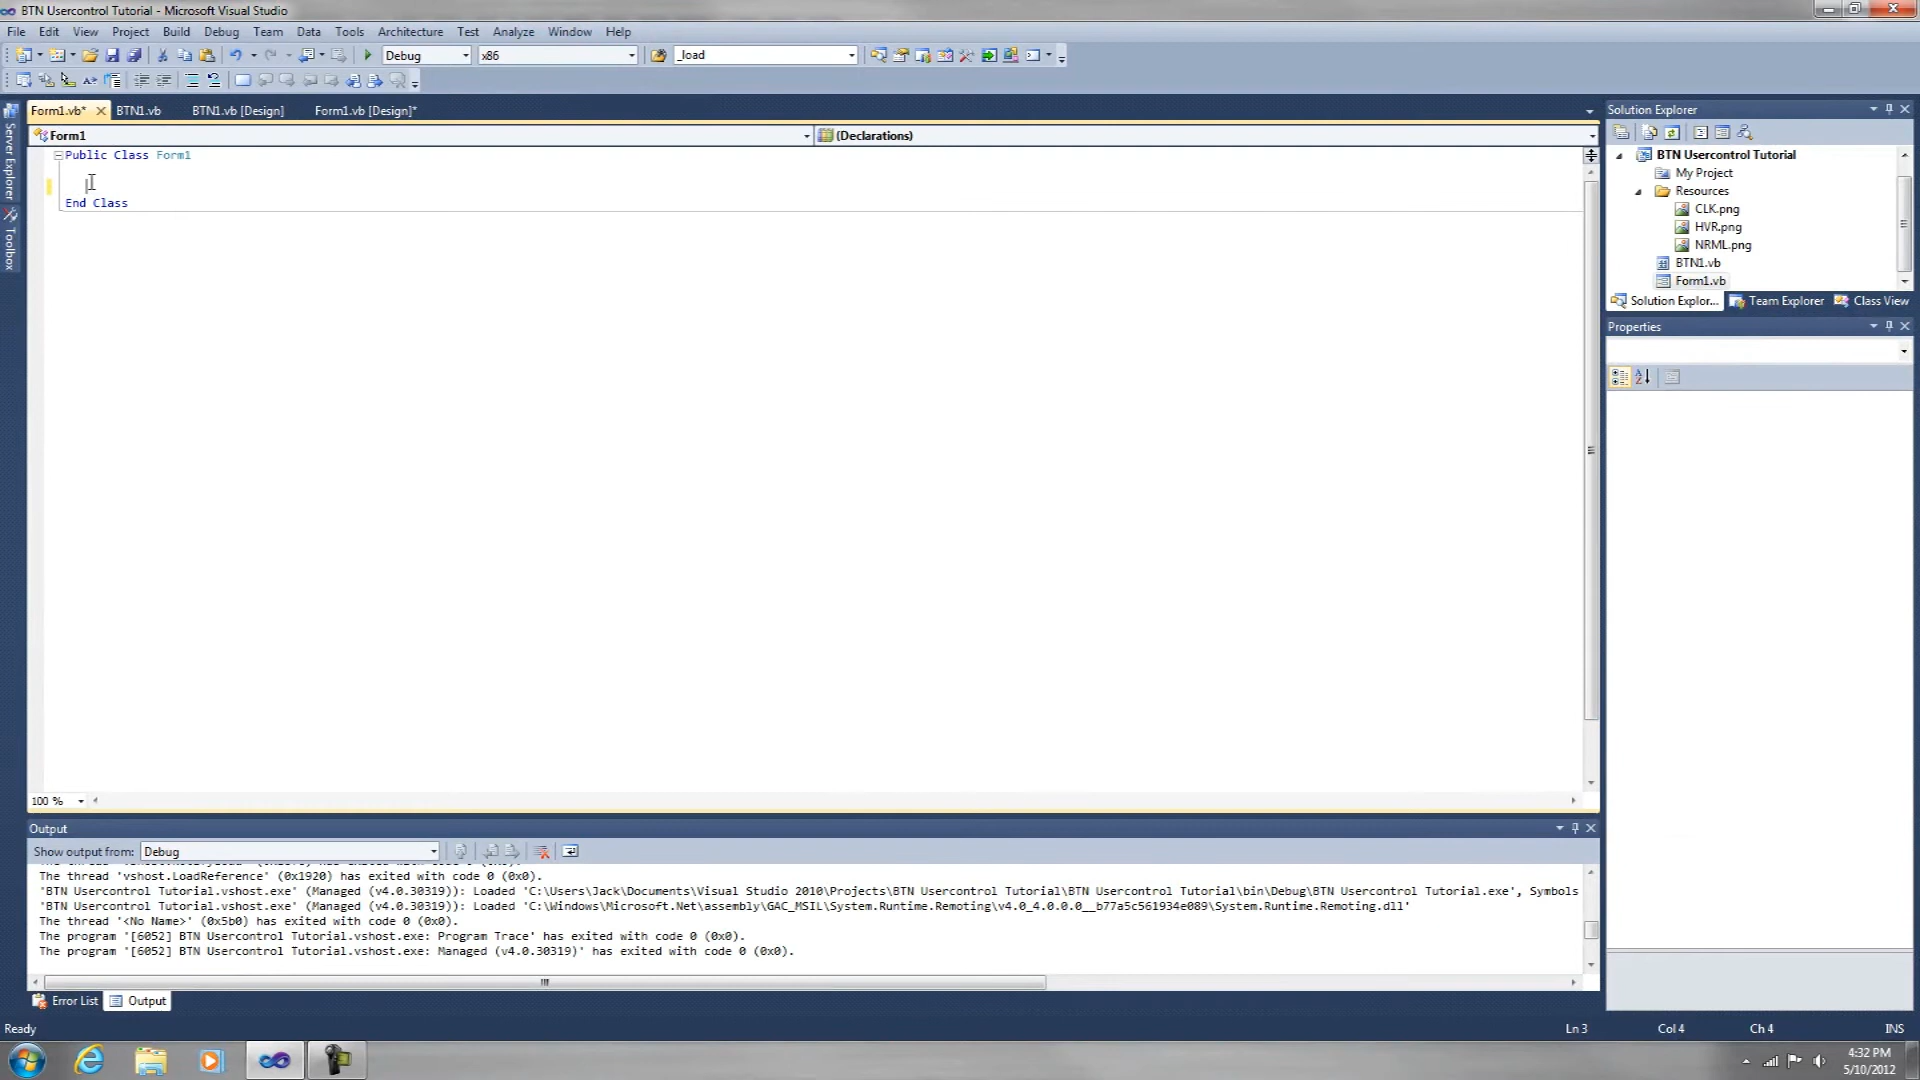 BTN Usercontrol Tutorial - Microsoft Visual Studio
File Edit View Project Build Debug Team Data Tools Architecture Test Analyze Window Help
Debug x86 _load
Form1.vb* BTN1.vb BTN1.vb [Design] Form1.vb [Design]*
Form1 (Declarations)
Public Class Form1
End Class
Server Explorer
Toolbox
Solution Explorer
BTN Usercontrol Tutorial
My Project
Resources
CLK.png
HVR.png
NRML.png
BTN1.vb
Form1.vb
Solution Explor... Team Explorer Class View
Properties
100 %
Output
Show output from: Debug
The thread 'vshost.LoadReference' (0x1920) has exited with code 0 (0x0).
'BTN Usercontrol Tutorial.vshost.exe' (Managed (v4.0.30319)): Loaded 'C:\Users\Jack\Documents\Visual Studio 2010\Projects\BTN Usercontrol Tutorial\BTN Usercontrol Tutorial\bin\Debug\BTN Usercontrol Tutorial.exe', Symbols
'BTN Usercontrol Tutorial.vshost.exe' (Managed (v4.0.30319)): Loaded 'C:\Windows\Microsoft.Net\assembly\GAC_MSIL\System.Runtime.Remoting\v4.0_4.0.0.0__b77a5c561934e089\System.Runtime.Remoting.dll'
The thread '<No Name>' (0x5b0) has exited with code 0 (0x0).
The program '[6052] BTN Usercontrol Tutorial.vshost.exe: Program Trace' has exited with code 0 (0x0).
The program '[6052] BTN Usercontrol Tutorial.vshost.exe: Managed (v4.0.30319)' has exited with code 0 (0x0).
Error List Output
Ready Ln 3 Col 4 Ch 4 INS
4:32 PM
5/10/2012